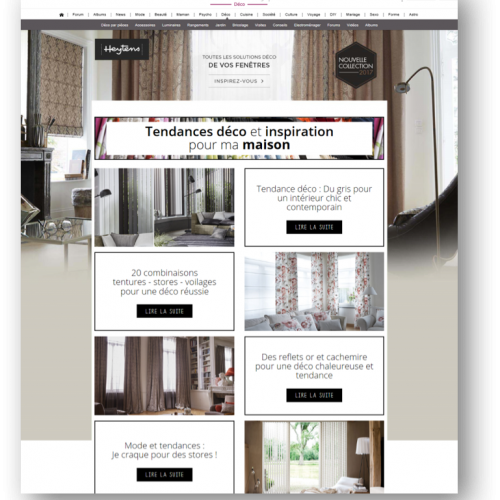 Déco
Forum | Albums | News | Mode | Beauté | Maman | Psycho | Déco | Cuisine | Société | Culture | Voyage | DIY | Mariage | Seniors | Forme | Astro
Déco par pièces Accessoires Luminaires Rangements Jardin Bricolage Vidéos Conseils Electroménager Forums Vidéos Albums
Heytens
TOUTES LES SOLUTIONS DÉCO
DE VOS FENÊTRES
INSPIREZ-VOUS >
NOUVELLE
COLLECTION
2017
Tendances déco et inspiration
pour ma maison
Tendance déco : Du gris pour
un intérieur chic et
contemporain
LIRE LA SUITE
20 combinaisons
tentures - stores - voilages
pour une déco réussie
LIRE LA SUITE
Des reflets or et cachemire
pour une déco chaleureuse et
tendance
LIRE LA SUITE
Mode et tendances :
Je craque pour des stores !
LIRE LA SUITE